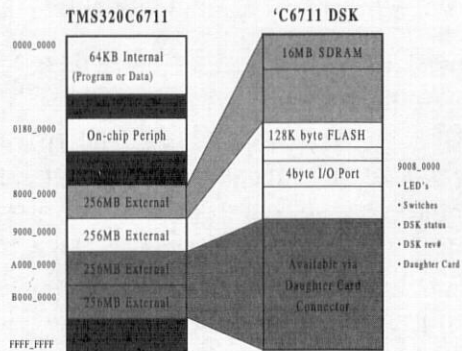 TMS320C6711
'C6711 DSK
0000_0000
64KB Internal
(Program or Data)
16MB SDRAM
0180_0000
On-chip Periph
128K byte FLASH
4byte I/O Port
9008_0000
• LED's
• Switches
• DSK status
• DSK rev#
• Daughter Card
8000_0000
256MB External
9000_0000
256MB External
A000_0000
256MB External
B000_0000
256MB External
Available via
Daughter Card
Connector
FFFF_FFFF